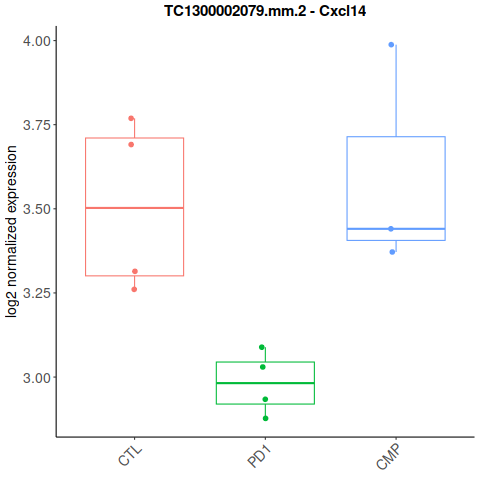 TC1300002079.mm.2 - Cxcl14
log2 normalized expression
4.00
3.75
3.50
3.25
3.00
CTL
PD1
CMP